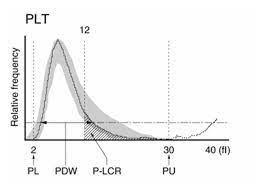 PLT
12
Relative frequency
2 30 40 (fl)
PL PDW P-LCR PU